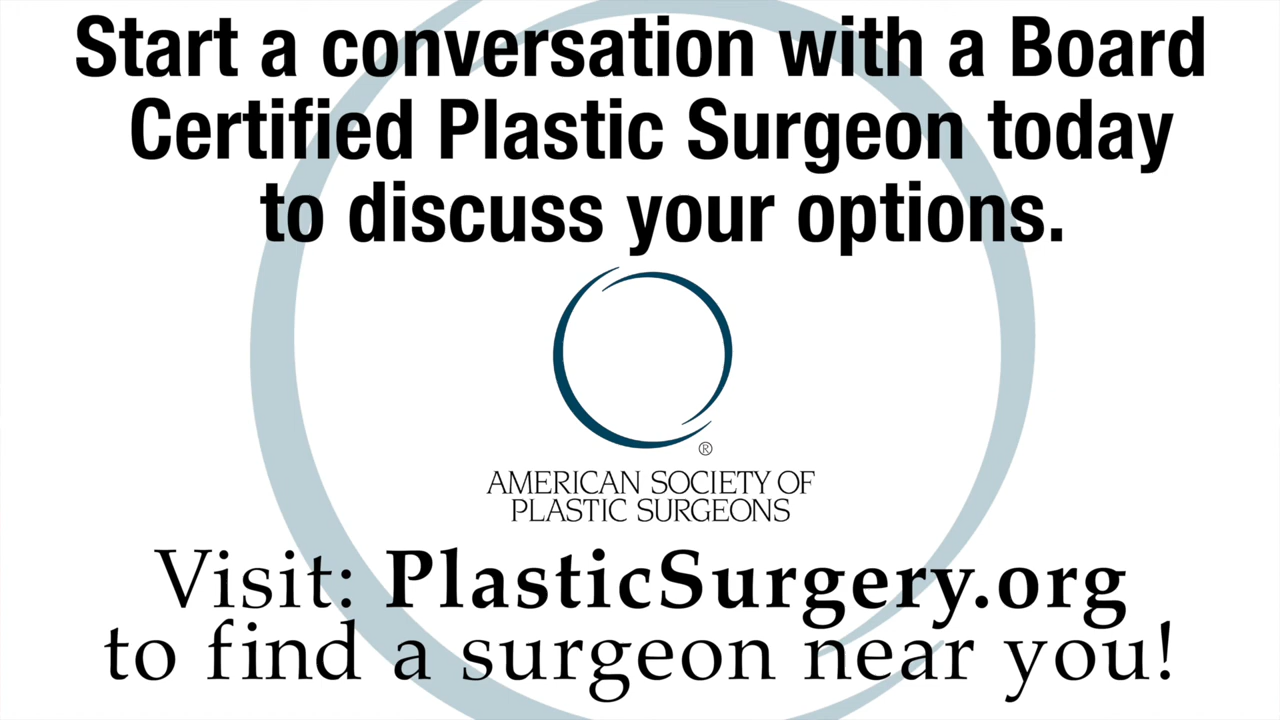 Start a conversation with a Board
Certified Plastic Surgeon today
to discuss your options.
®
AMERICAN SOCIETY OF
PLASTIC SURGEONS
Visit: PlasticSurgery.org
to find a surgeon near you!